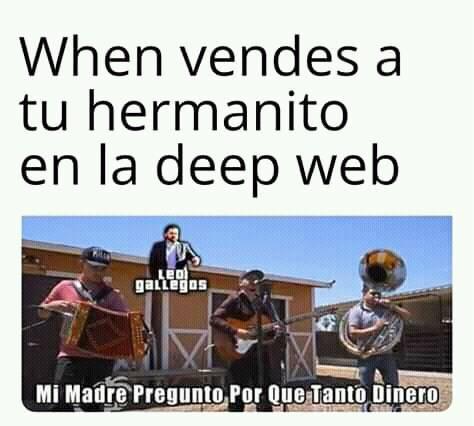 When vendes a
tu hermanito
en la deep web
LEO
gaLLegos
Mi Madre Pregunto Por Que Tanto Dinero